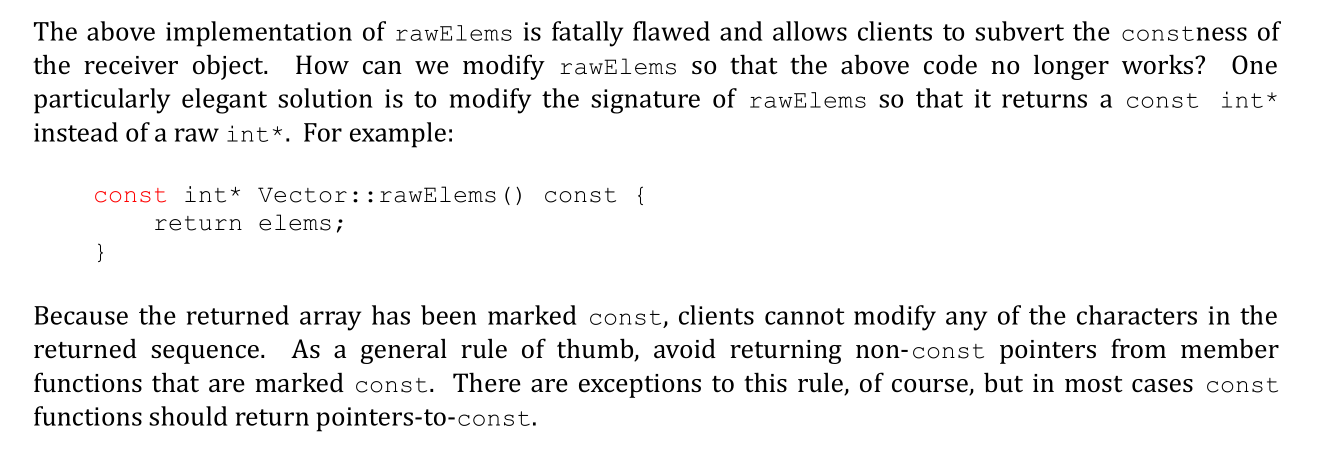 The above implementation of rawElems is fatally flawed and allows clients to subvert the constness of
the receiver object. How can we modify rawElems so that the above code no longer works? One
particularly elegant solution is to modify the signature of rawElems so that it returns a const int*
instead of a raw int*. For example:
const int* Vector::rawElems() const {
return elems;
}
Because the returned array has been marked const, clients cannot modify any of the characters in the
returned sequence. As a general rule of thumb, avoid returning non-const pointers from member
functions that are marked const. There are exceptions to this rule, of course, but in most cases const
functions should return pointers-to-const.